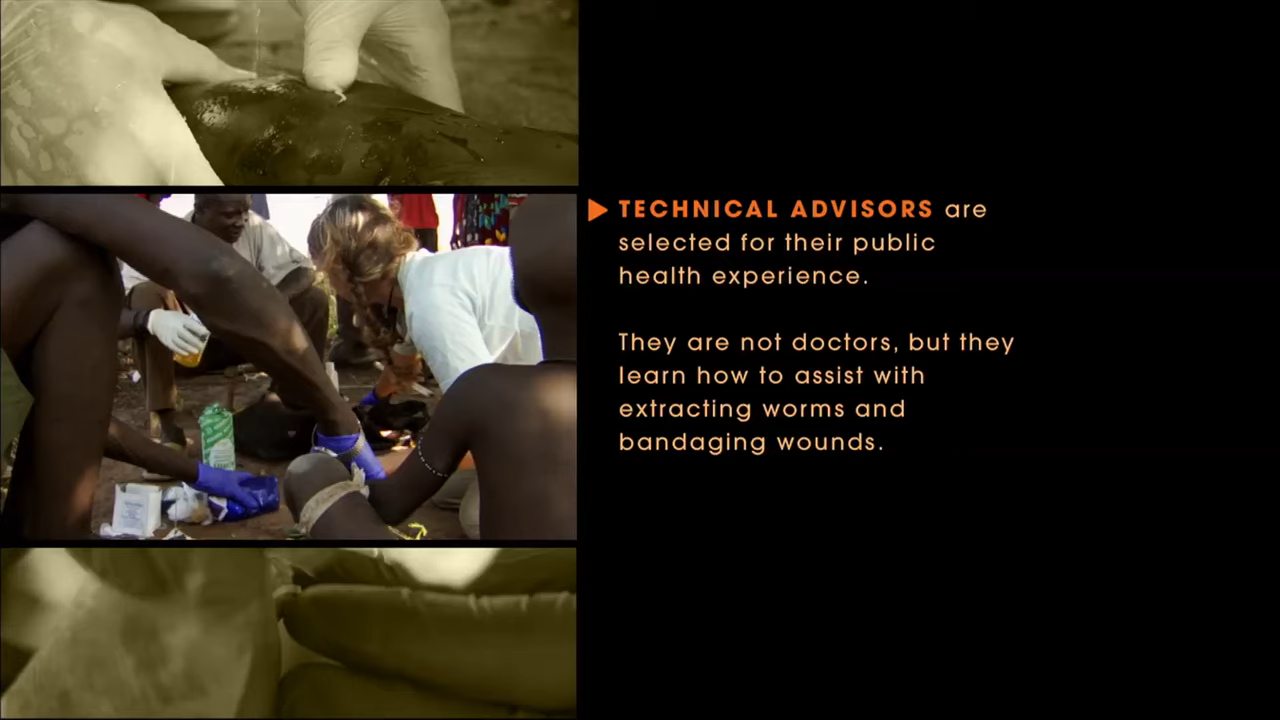 TECHNICAL ADVISORS are
selected for their public
health experience.
They are not doctors, but they
learn how to assist with
extracting worms and
bandaging wounds.